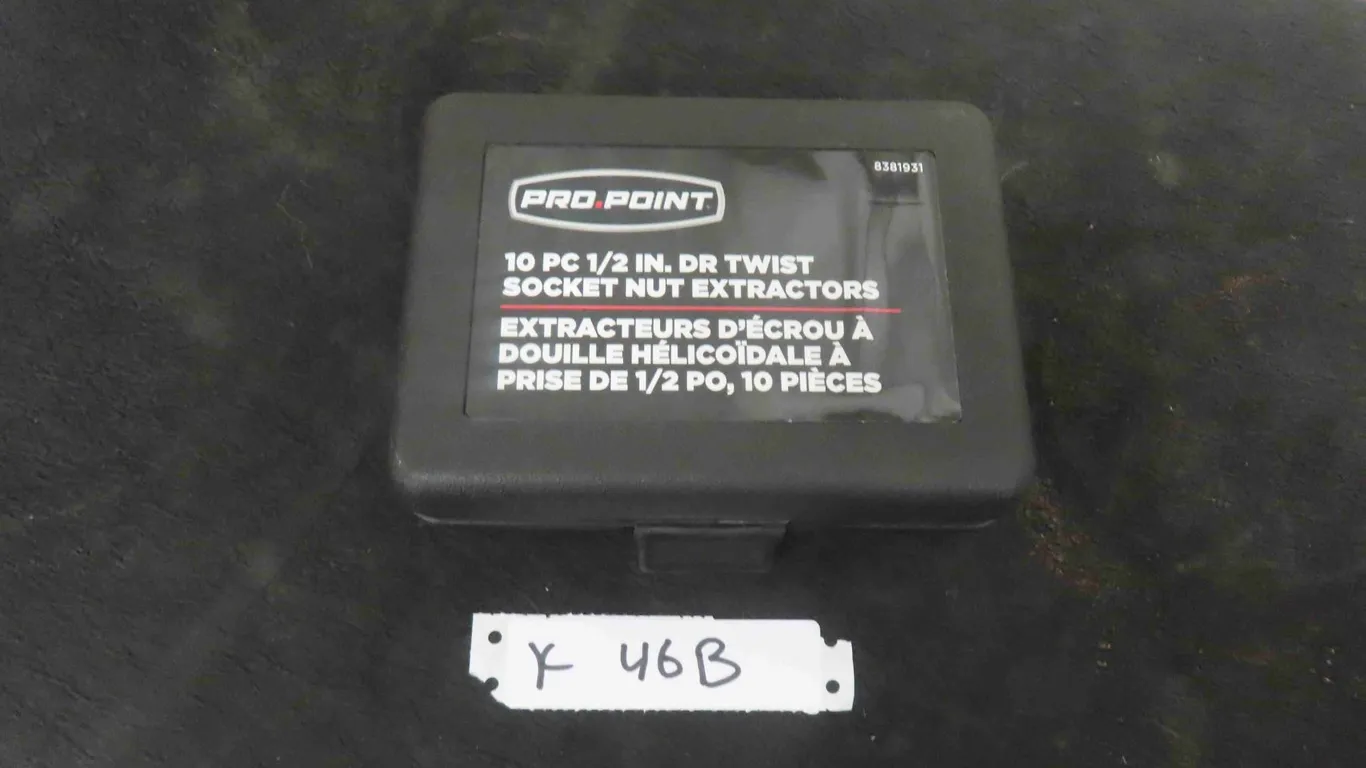 8381931
PRO.POINT
10 PC 1/2 IN. DR TWIST
SOCKET NUT EXTRACTORS
EXTRACTEURS D'ÉCROU À
DOUILLE HÉLICOÏDALE À
PRISE DE 1/2 PO, 10 PIÈCES
K 46B